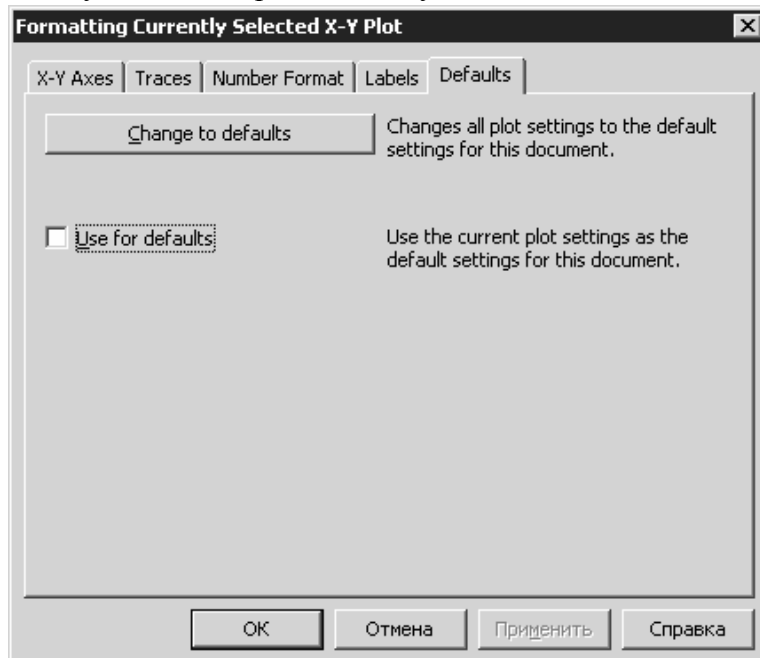 Formatting Currently Selected X-Y Plot
X-Y Axes Traces Number Format Labels Defaults
Change to defaults
Changes all plot settings to the default
settings for this document.
Use for defaults
Use the current plot settings as the
default settings for this document.
OK Отмена Применить Справка